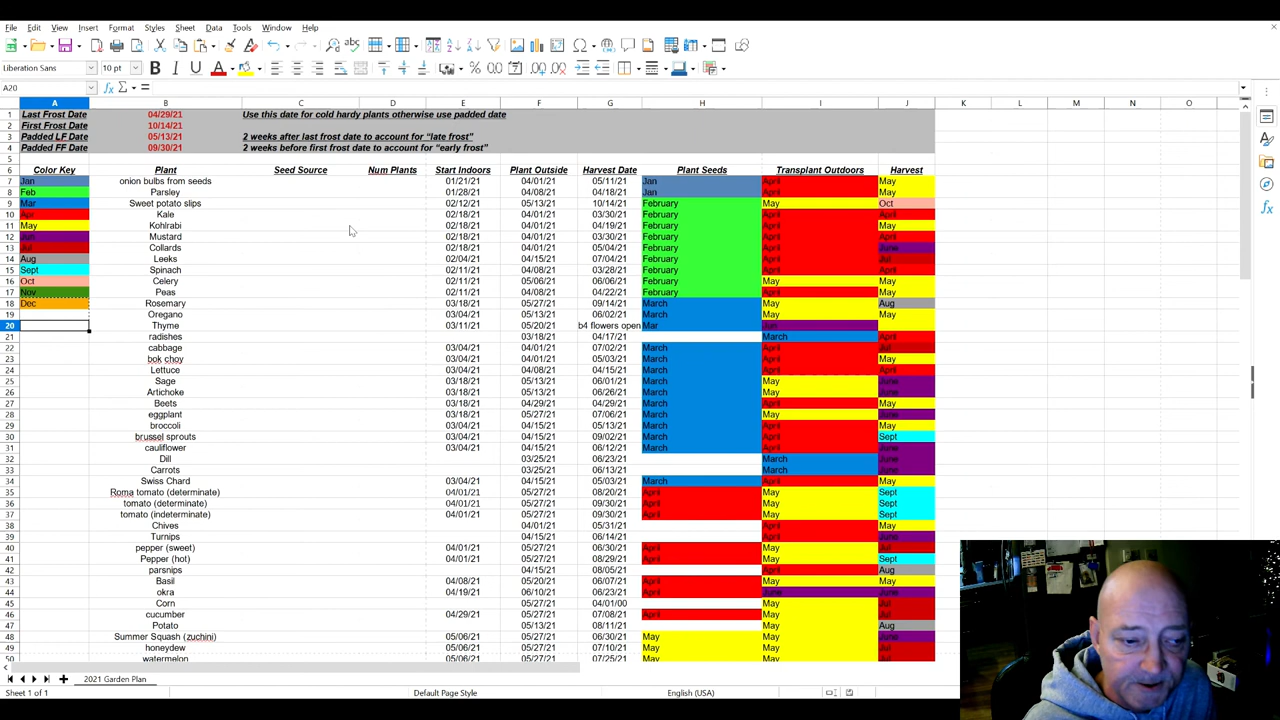 File Edit View Insert Format Styles Sheet Data Tools Window Help
Liberation Sans 10 pt
A20
A B C D E F G H I J K L M N O
1 Last Frost Date 04/29/21 Use this date for cold hardy plants otherwise use padded date
2 First Frost Date 10/14/21
3 Padded LF Date 05/13/21 2 weeks after last frost date to account for “late frost”
4 Padded FF Date 09/30/21 2 weeks before first frost date to account for “early frost”
5
6 Color Key Plant Seed Source Num Plants Start Indoors Plant Outside Harvest Date Plant Seeds Transplant Outdoors Harvest
7 Jan onion bulbs from seeds 01/21/21 04/01/21 05/11/21 Jan April May
8 Feb Parsley 01/28/21 04/08/21 04/18/21 Jan April May
9 Mar Sweet potato slips 02/12/21 05/13/21 10/14/21 February May Oct
10 Apr Kale 02/18/21 04/01/21 03/30/21 February April April
11 May Kohlrabi 02/18/21 04/01/21 04/19/21 February April May
12 Jun Mustard 02/18/21 04/01/21 03/30/21 February April April
13 Jul Collards 02/18/21 04/01/21 05/04/21 February April June
14 Aug Leeks 02/18/21 04/15/21 07/04/21 February April Jul
15 Sept Spinach 02/11/21 04/08/21 03/28/21 February April April
16 Oct Celery 02/11/21 05/06/21 06/06/21 February May May
17 Nov Peas 02/11/21 04/08/21 04/22/21 February April May
18 Dec Rosemary 03/18/21 05/27/21 09/14/21 March May Aug
19 Oregano 03/04/21 05/13/21 06/02/21 March May May
20 Thyme 03/11/21 05/20/21 b4 flowers open Mar Jan
21 radishes 03/18/21 04/17/21 March April
22 cabbage 03/04/21 04/01/21 07/02/21 March April Jul
23 bok choy 03/04/21 04/01/21 05/03/21 March April May
24 Lettuce 03/04/21 04/08/21 04/15/21 March April April
25 Sage 03/18/21 05/13/21 06/01/21 March May June
26 Artichoke 03/18/21 05/13/21 06/26/21 March May June
27 Beets 03/18/21 04/29/21 04/29/21 March April May
28 eggplant 03/18/21 05/27/21 07/06/21 March May June
29 broccoli 03/04/21 04/15/21 05/13/21 March April May
30 brussel sprouts 03/04/21 04/15/21 09/02/21 March April Sept
31 cauliflower 03/04/21 04/15/21 06/12/21 March April June
32 Dill 03/25/21 06/23/21 March June
33 Carrots 03/25/21 06/13/21 March June
34 Swiss Chard 03/04/21 04/15/21 05/03/21 March April May
35 Roma tomato (determinate) 04/01/21 05/27/21 08/20/21 April May Sept
36 tomato (determinate) 04/01/21 05/27/21 09/30/21 April May Sept
37 tomato (indeterminate) 04/01/21 05/27/21 09/30/21 April May Sept
38 Chives 04/01/21 05/31/21 April May
39 Turnips 04/15/21 06/14/21 April June
40 pepper (sweet) 04/01/21 05/27/21 06/30/21 April May Jul
41 Pepper (hot) 04/01/21 05/27/21 08/29/21 April May Sept
42 parsnips 04/15/21 08/05/21 April Aug
43 Basil 04/08/21 05/20/21 06/07/21 April May May
44 okra 04/19/21 06/10/21 06/23/21 April June June
45 Corn 05/27/21 04/01/00 May Jul
46 cucumber 04/29/21 05/27/21 07/08/21 April May Jul
47 Potato 05/13/21 08/11/21 May Aug
48 Summer Squash (zuchini) 05/06/21 05/27/21 06/30/21 May May June
49 honeydew 05/06/21 05/27/21 07/10/21 May May Jul
50 watermelon 05/06/21 05/27/21 07/25/21 May May Jul
2021 Garden Plan
Sheet 1 of 1 Default Page Style English (USA)